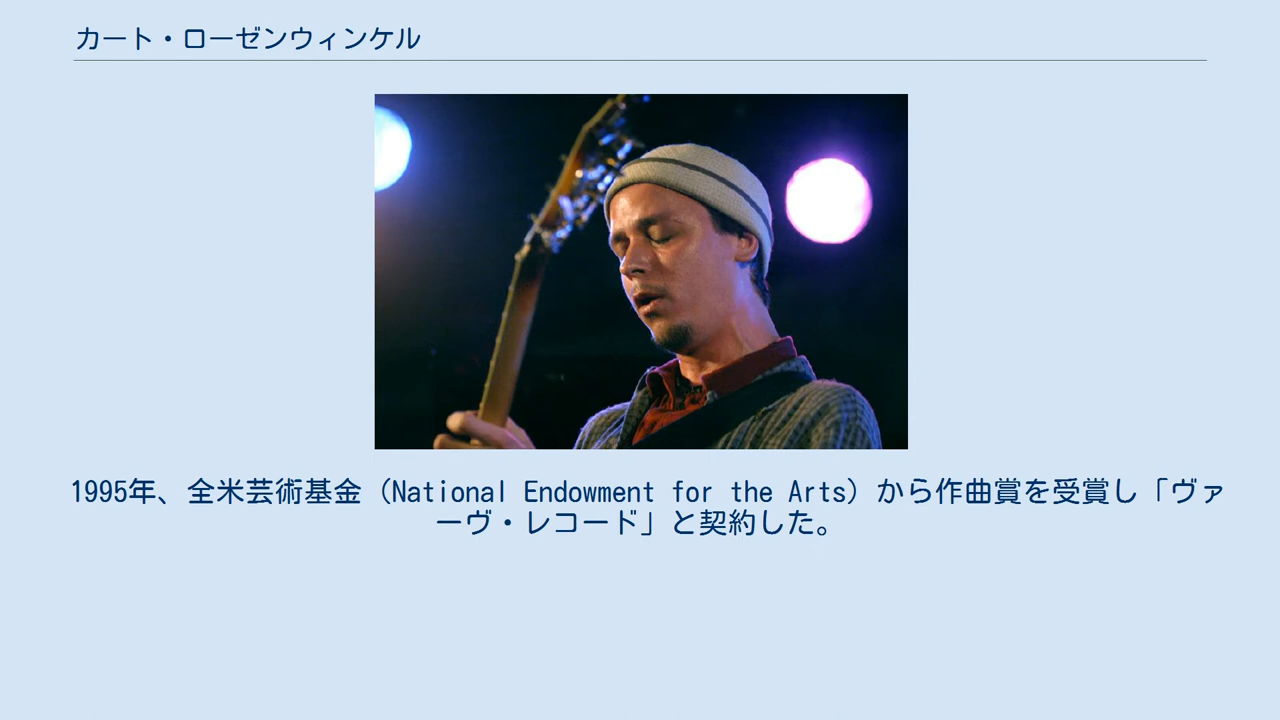 カート・ローゼンウィンケル
1995年、全米芸術基金（National Endowment for the Arts）から作曲賞を受賞し「ヴァ
ーヴ・レコード」と契約した。